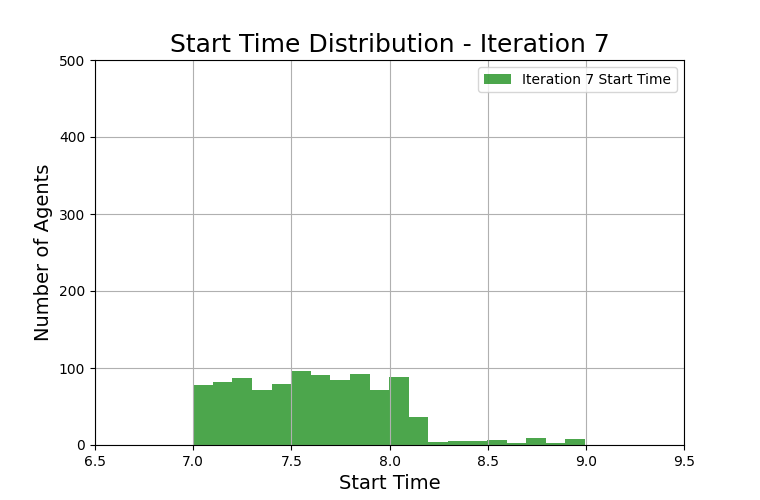 Start Time Distribution - Iteration 7
Iteration 7 Start Time
Number of Agents
500
400
300
200
100
0
6.5 7.0 7.5 8.0 8.5 9.0 9.5
Start Time